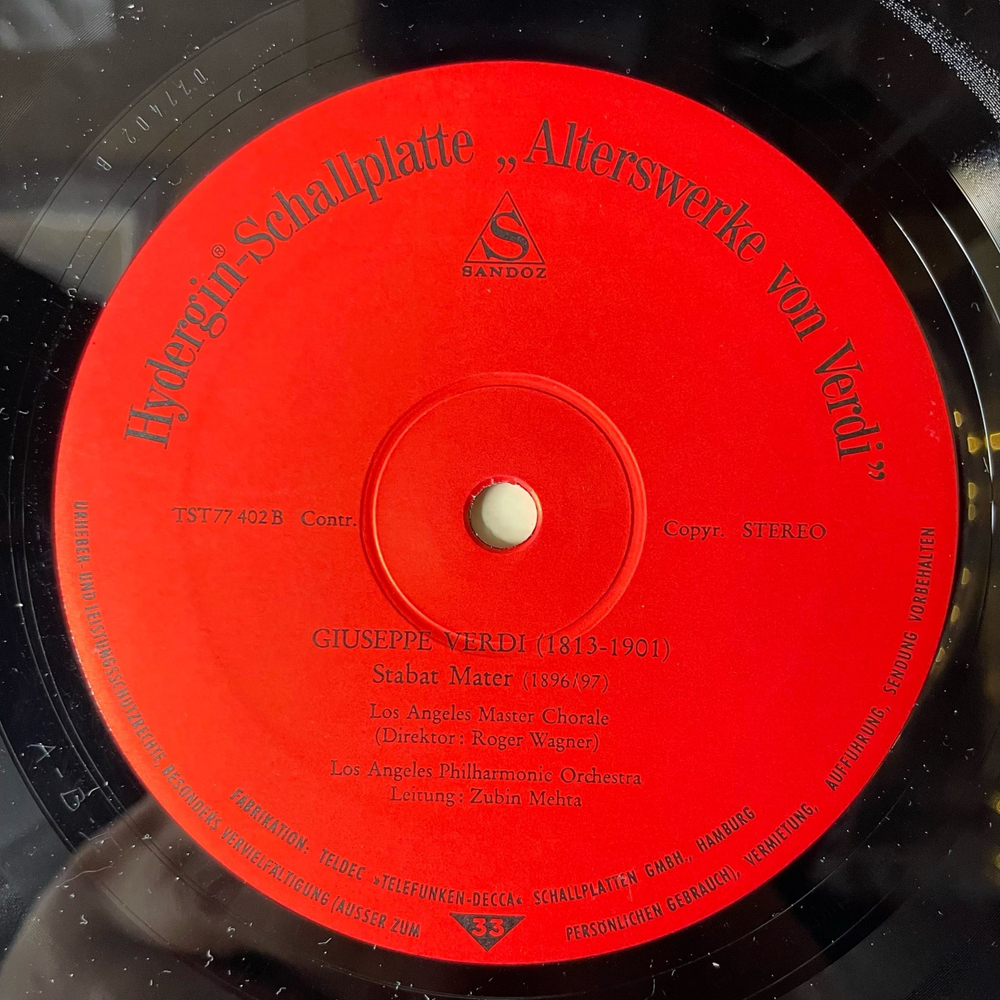 Hydergin®-Schallplatte „Alterswerke von Verdi”
S
SANDOZ
TST 77 402 B Contr.
Copyr. STEREO
GIUSEPPE VERDI (1813-1901)
Stabat Mater (1896/97)
Los Angeles Master Chorale
(Direktor: Roger Wagner)
Los Angeles Philharmonic Orchestra
Leitung: Zubin Mehta
FABRIKATION: TELDEC »TELEFUNKEN-DECCA« SCHALLPLATTEN GMBH., HAMBURG
URHEBER- UND LEISTUNGSSCHUTZRECHTE BESONDERS VERVIELFÄLTIGUNG (AUSSER ZUM PERSÖNLICHEN GEBRAUCH), VERMIETUNG, AUFFÜHRUNG, SENDUNG VORBEHALTEN
33
A-B